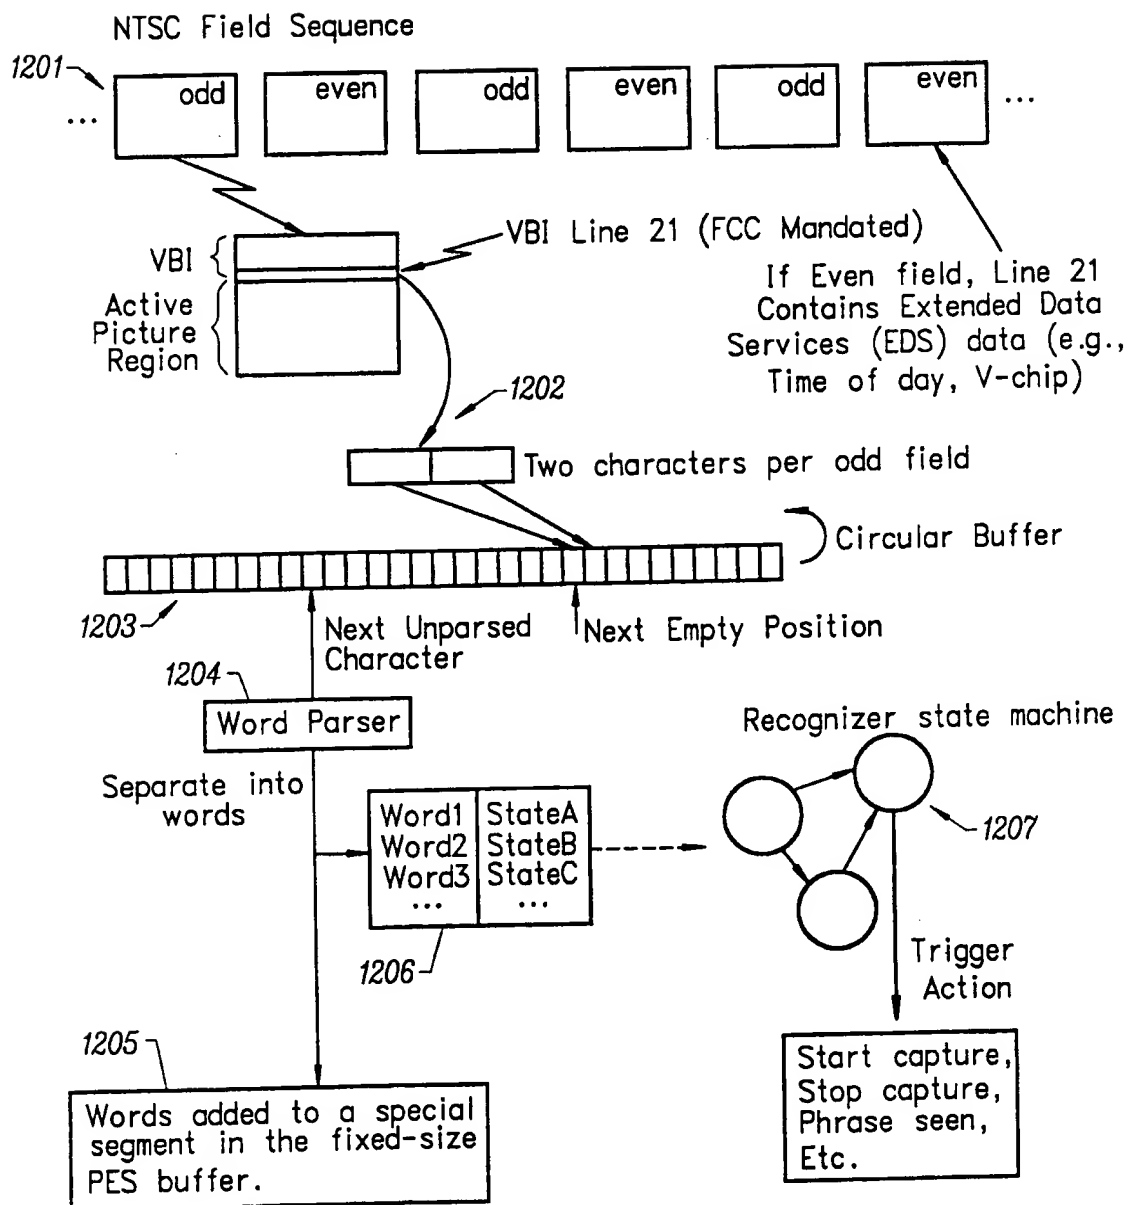 NTSC Field Sequence
1201
... odd even odd even odd even ...
VBI
VBI Line 21 (FCC Mandated)
Active
Picture
Region
If Even field, Line 21
Contains Extended Data
Services (EDS) data (e.g.,
Time of day, V-chip)
1202
Two characters per odd field
Circular Buffer
1203
Next Unparsed
Character
Next Empty Position
1204
Word Parser
Separate into
words
Word1 StateA
Word2 StateB
Word3 StateC
... ...
1206
Recognizer state machine
1207
Trigger
Action
1205
Words added to a special
segment in the fixed-size
PES buffer.
Start capture,
Stop capture,
Phrase seen,
Etc.